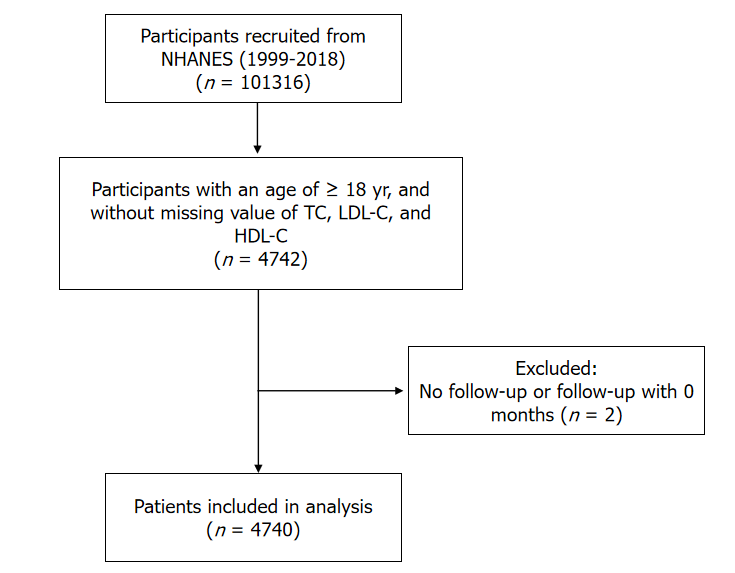 Participants recruited from
NHANES (1999-2018)
(n = 101316)
Participants with an age of ≥ 18 yr, and
without missing value of TC, LDL-C, and
HDL-C
(n = 4742)
Excluded:
No follow-up or follow-up with 0
months (n = 2)
Patients included in analysis
(n = 4740)